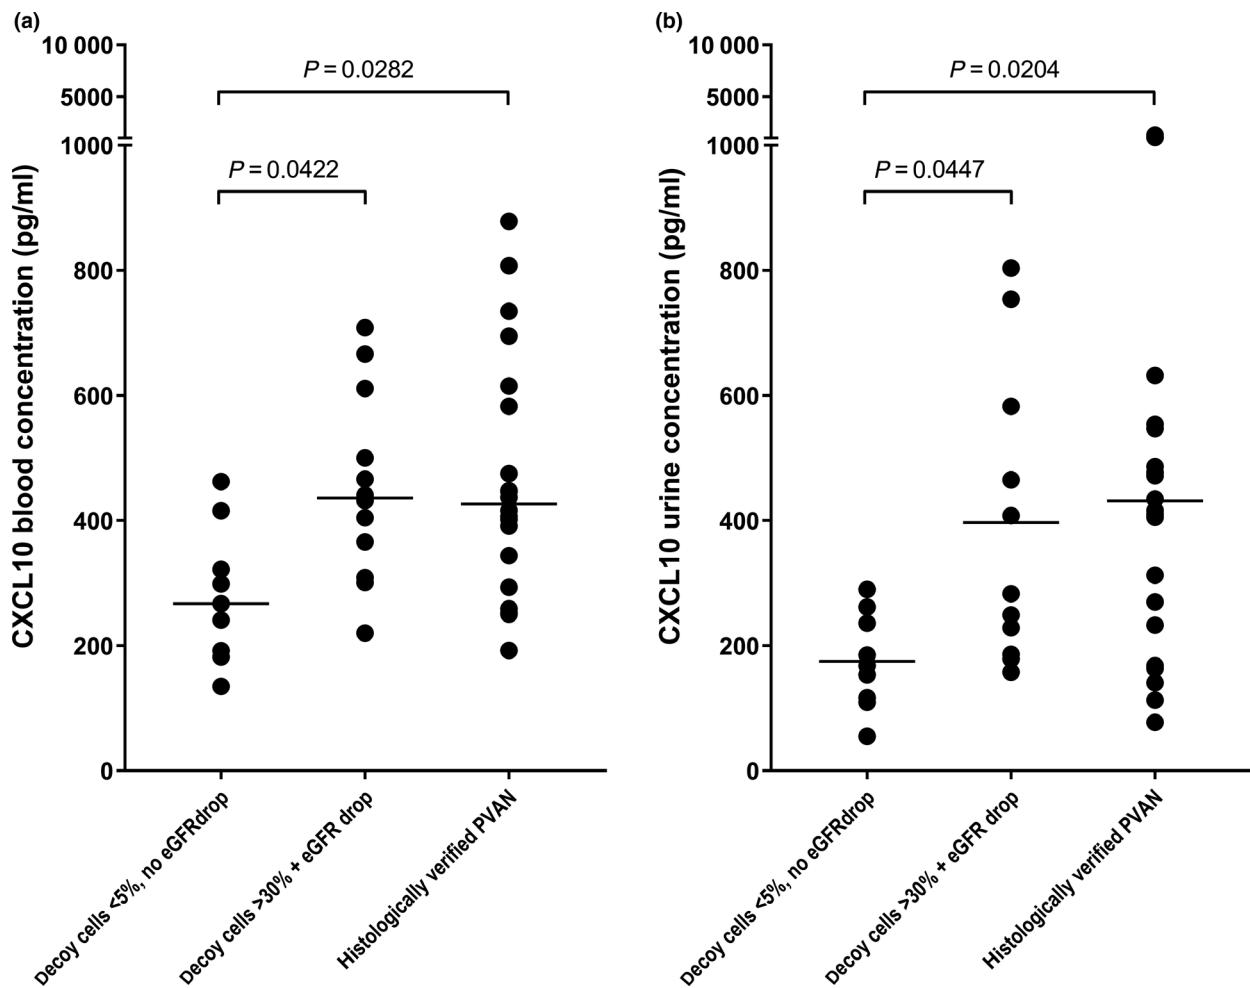 (a)
10 000
5000
1000
800
600
400
200
0
CXCL10 blood concentration (pg/ml)
P = 0.0282
P = 0.0422
Decoy cells <5%, no eGFRdrop
Decoy cells >30% + eGFR drop
Histologically verified PVAN
(b)
10 000
5000
1000
800
600
400
200
0
CXCL10 urine concentration (pg/ml)
P = 0.0204
P = 0.0447
Decoy cells <5%, no eGFRdrop
Decoy cells >30% + eGFR drop
Histologically verified PVAN